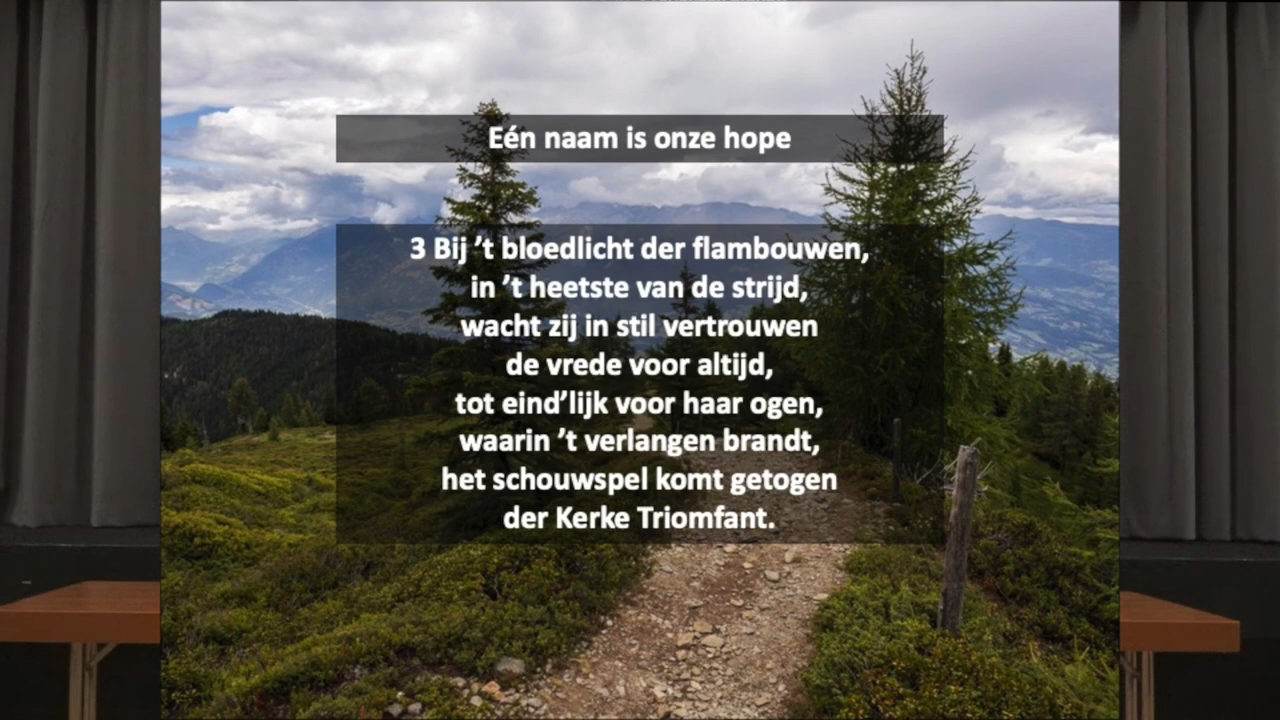 Eén naam is onze hope
3 Bij ’t bloedlicht der flambouwen,
in ’t heetste van de strijd,
wacht zij in stil vertrouwen
de vrede voor altijd,
tot eind’lijk voor haar ogen,
waarin ’t verlangen brandt,
het schouwspel komt getogen
der Kerke Triomfant.